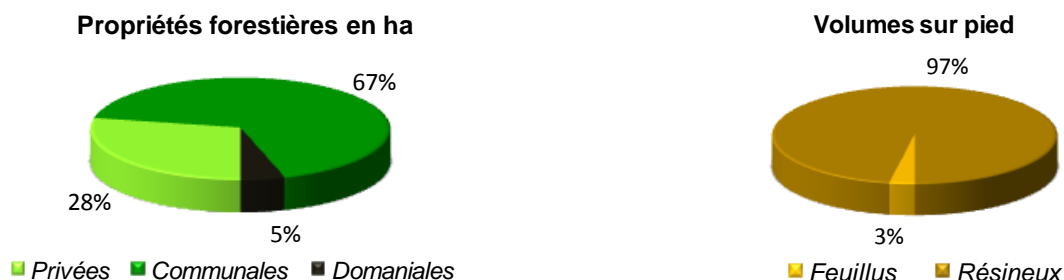 Propriétés forestières en ha
67%
28%
5%
Privées Communales Domaniales
Volumes sur pied
97%
3%
Feuillus Résineux